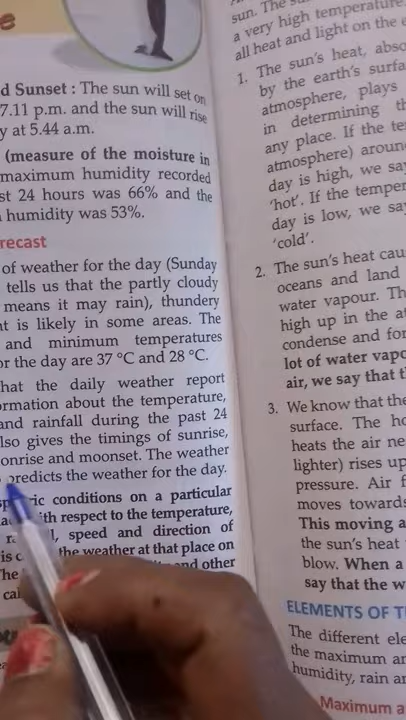 e
d Sunset : The sun will set on
7.11 p.m. and the sun will rise
y at 5.44 a.m.
(measure of the moisture in
maximum humidity recorded
st 24 hours was 66% and the
humidity was 53%.
recast
of weather for the day (Sunday
tells us that the partly cloudy
means it may rain), thundery
is likely in some areas. The
and minimum temperatures
or the day are 37 °C and 28 °C.
hat the daily weather report
ormation about the temperature,
and rainfall during the past 24
lso gives the timings of sunrise,
onrise and moonset. The weather
predicts the weather for the day.
ric conditions on a particular
ith respect to the temperature,
speed and direction of
the weather at that place on
and other
sun. The
a very high temperature
all heat and light on the e
1. The sun's heat, abso
by the earth's surfa
atmosphere, plays
in determining th
any place. If the te
atmosphere) aroun
day is high, we say
'hot'. If the temper
day is low, we say
'cold'.
2. The sun's heat cau
oceans and land
water vapour. Th
high up in the at
condense and for
lot of water vapo
air, we say that t
3. We know that the
surface. The ho
heats the air ne
lighter) rises up
pressure. Air f
moves towards
This moving a
the sun's heat
blow. When a
say that the w
ELEMENTS OF T
The different ele
the maximum an
humidity, rain an
Maximum a